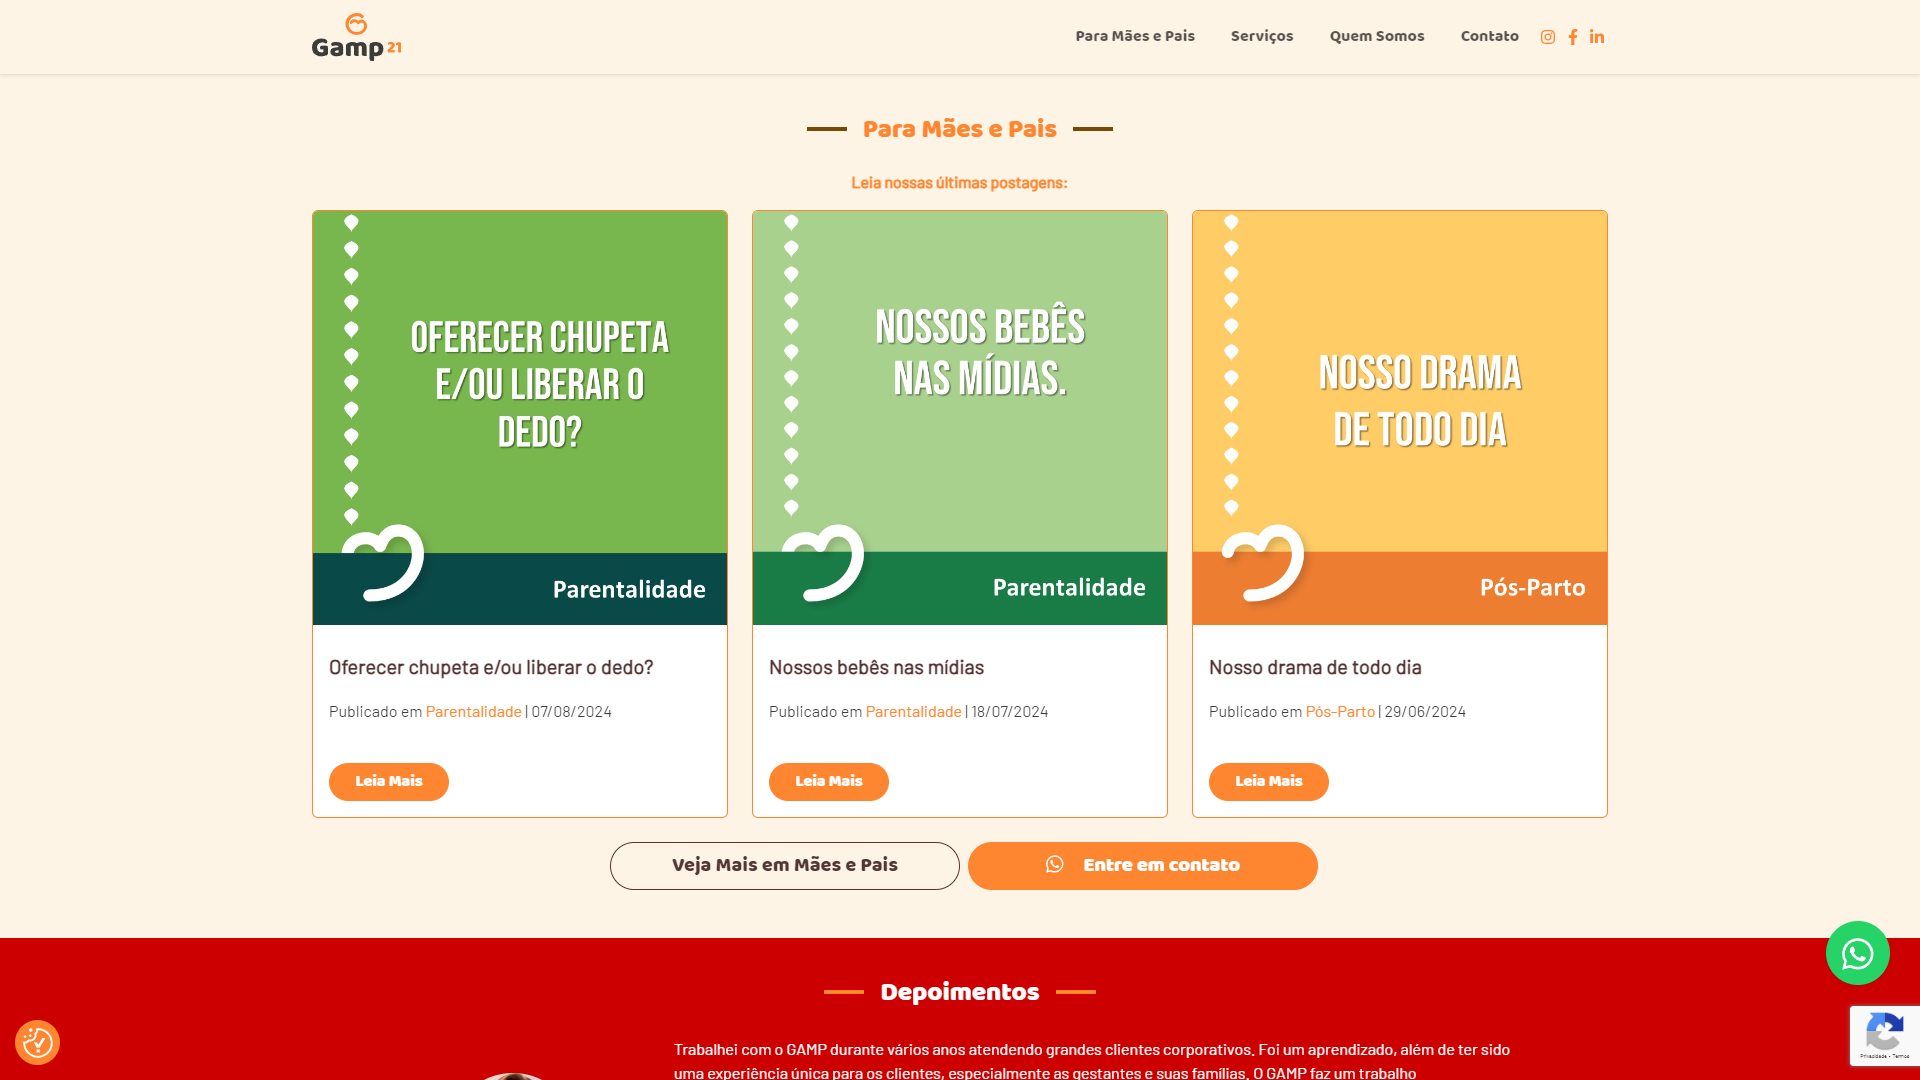 Gamp 21
Para Mães e Pais
Serviços
Quem Somos
Contato
Para Mães e Pais
Leia nossas últimas postagens:
OFERECER CHUPETA
E/OU LIBERAR O
DEDO?
Parentalidade
Oferecer chupeta e/ou liberar o dedo?
Publicado em Parentalidade | 07/08/2024
Leia Mais
NOSSOS BEBÊS
NAS MÍDIAS.
Parentalidade
Nossos bebês nas mídias
Publicado em Parentalidade | 18/07/2024
Leia Mais
NOSSO DRAMA
DE TODO DIA
Pós-Parto
Nosso drama de todo dia
Publicado em Pós-Parto | 29/06/2024
Leia Mais
Veja Mais em Mães e Pais
Entre em contato
Depoimentos
Trabalhei com o GAMP durante vários anos atendendo grandes clientes corporativos. Foi um aprendizado, além de ter sido
uma experiência única para os clientes, especialmente as gestantes e suas famílias. O GAMP faz um trabalho
Privacidade - Termos